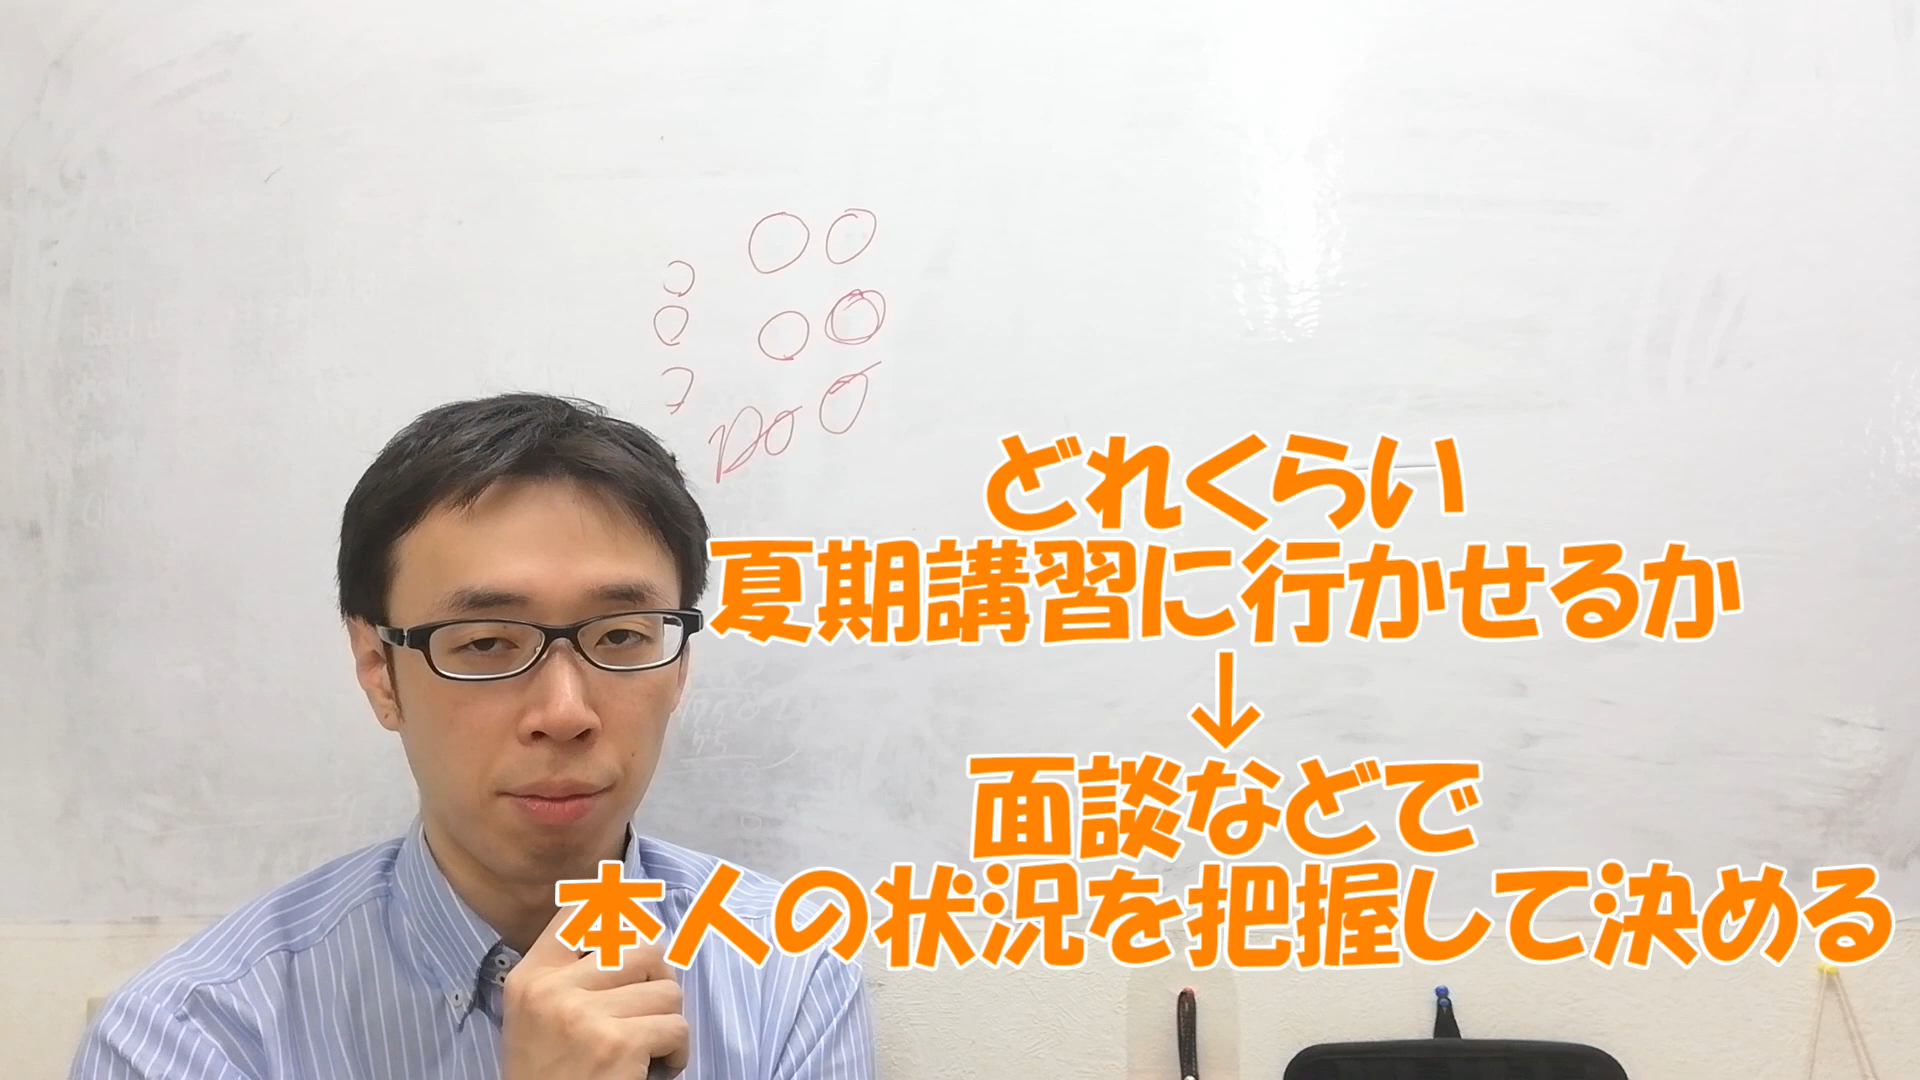 どれくらい
夏期講習に行かせるか
↓
面談などで
本人の状況を把握して決める